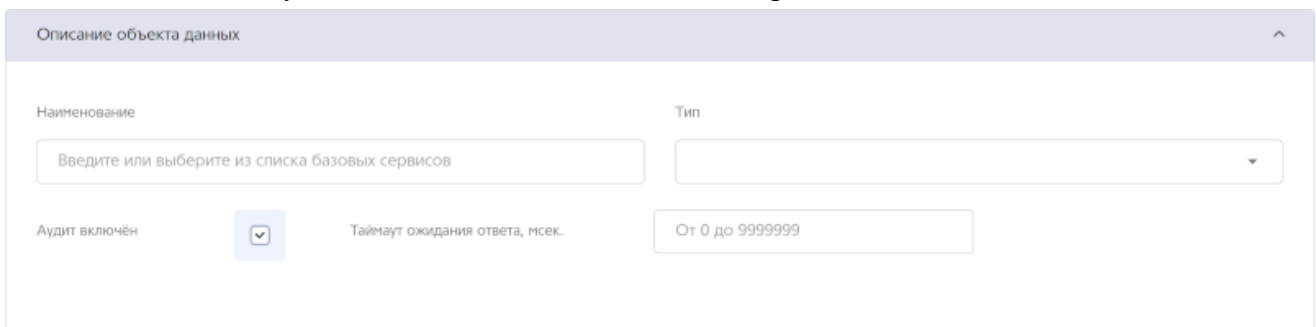 Описание объекта данных
Наименование Тип
Введите или выберите из списка базовых сервисов
Аудит включён Таймаут ожидания ответа, мсек. От 0 до 9999999